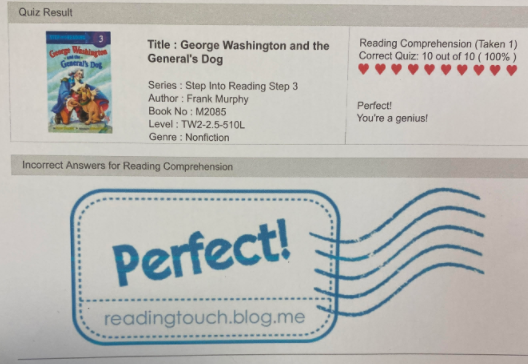 Quiz Result
3
George Washington
and the
General's Dog
Title : George Washington and the
General's Dog
Series : Step Into Reading Step 3
Author : Frank Murphy
Book No : M2085
Level : TW2-2.5-510L
Genre : Nonfiction
Reading Comprehension (Taken 1)
Correct Quiz: 10 out of 10 ( 100% )
Perfect!
You're a genius!
Incorrect Answers for Reading Comprehension
Perfect!
readingtouch.blog.me